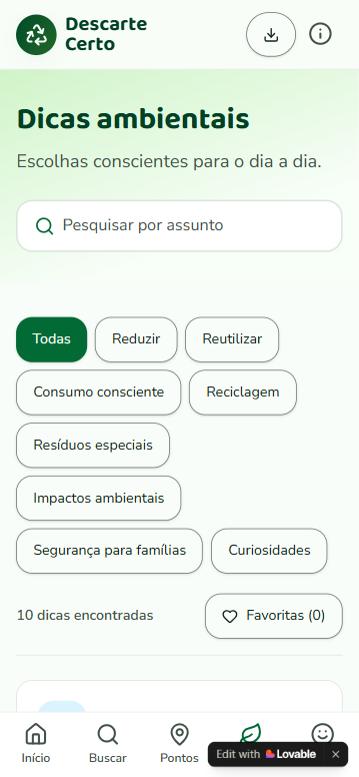 Descarte
Certo
Dicas ambientais
Escolhas conscientes para o dia a dia.
Pesquisar por assunto
Todas
Reduzir
Reutilizar
Consumo consciente
Reciclagem
Resíduos especiais
Impactos ambientais
Segurança para famílias
Curiosidades
10 dicas encontradas
Favoritas (0)
Início
Buscar
Pontos
Edit with Lovable